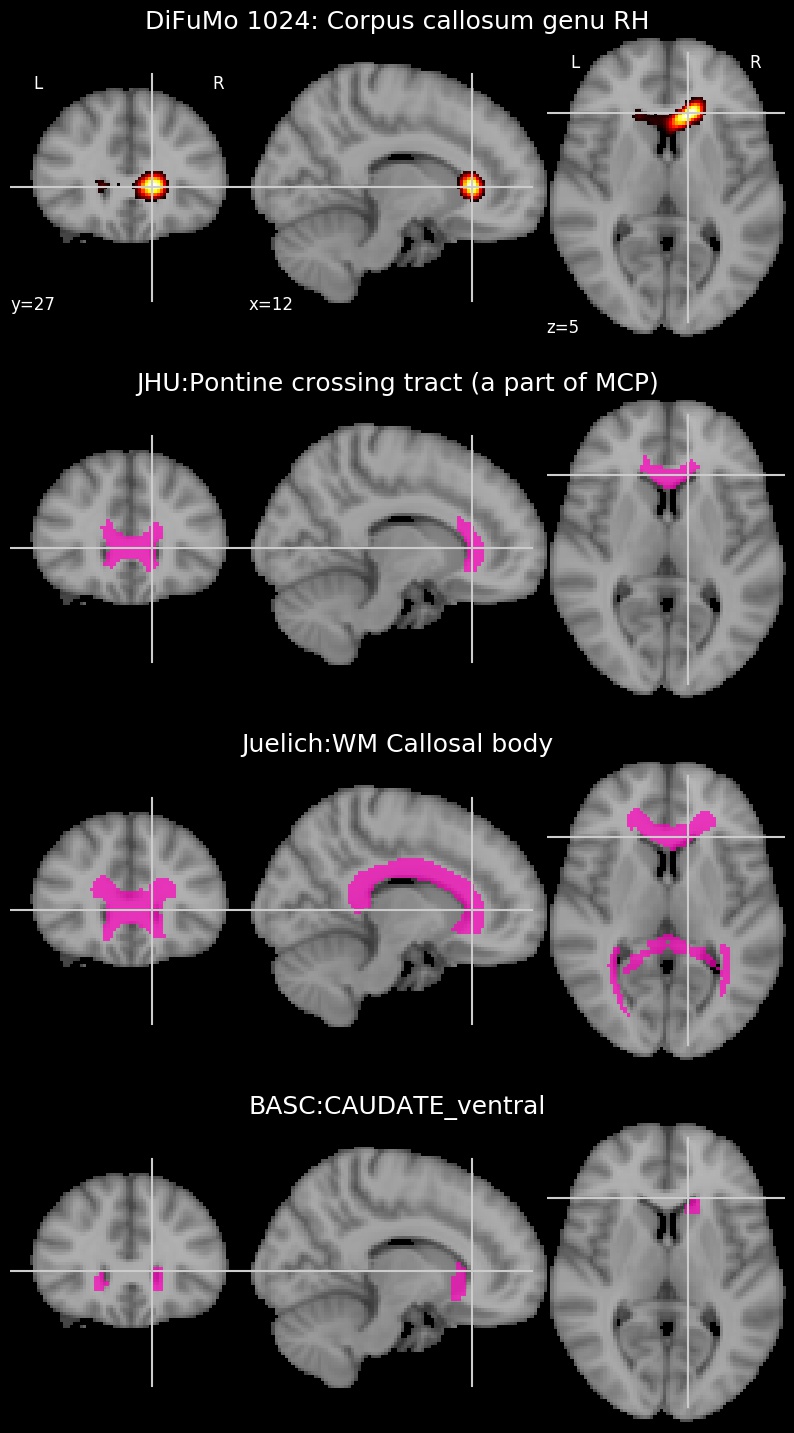 DiFuMo 1024: Corpus callosum genu RH
L R L R
y=27 x=12 z=5
JHU:Pontine crossing tract (a part of MCP)
Juelich:WM Callosal body
BASC:CAUDATE_ventral